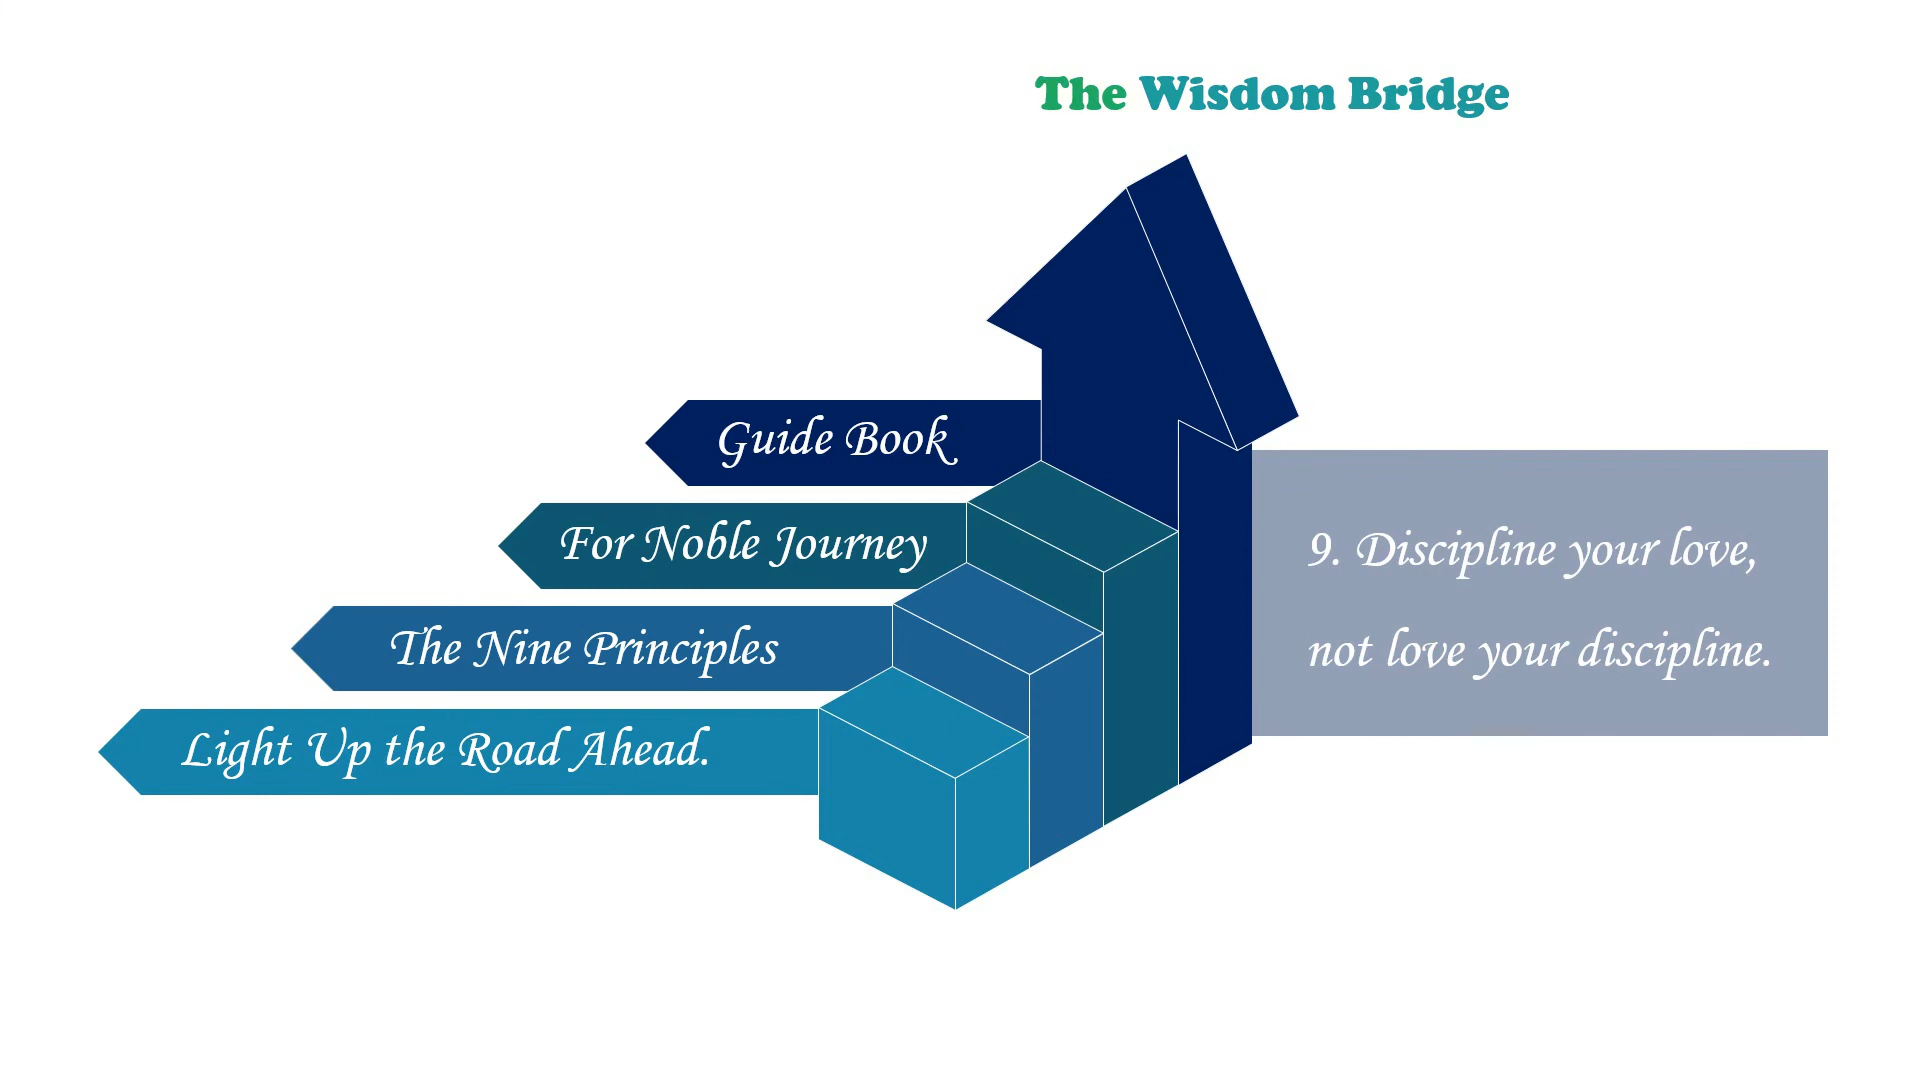 The Wisdom Bridge
Guide Book
For Noble Journey
The Nine Principles
Light Up the Road Ahead.
9. Discipline your love,
not love your discipline.